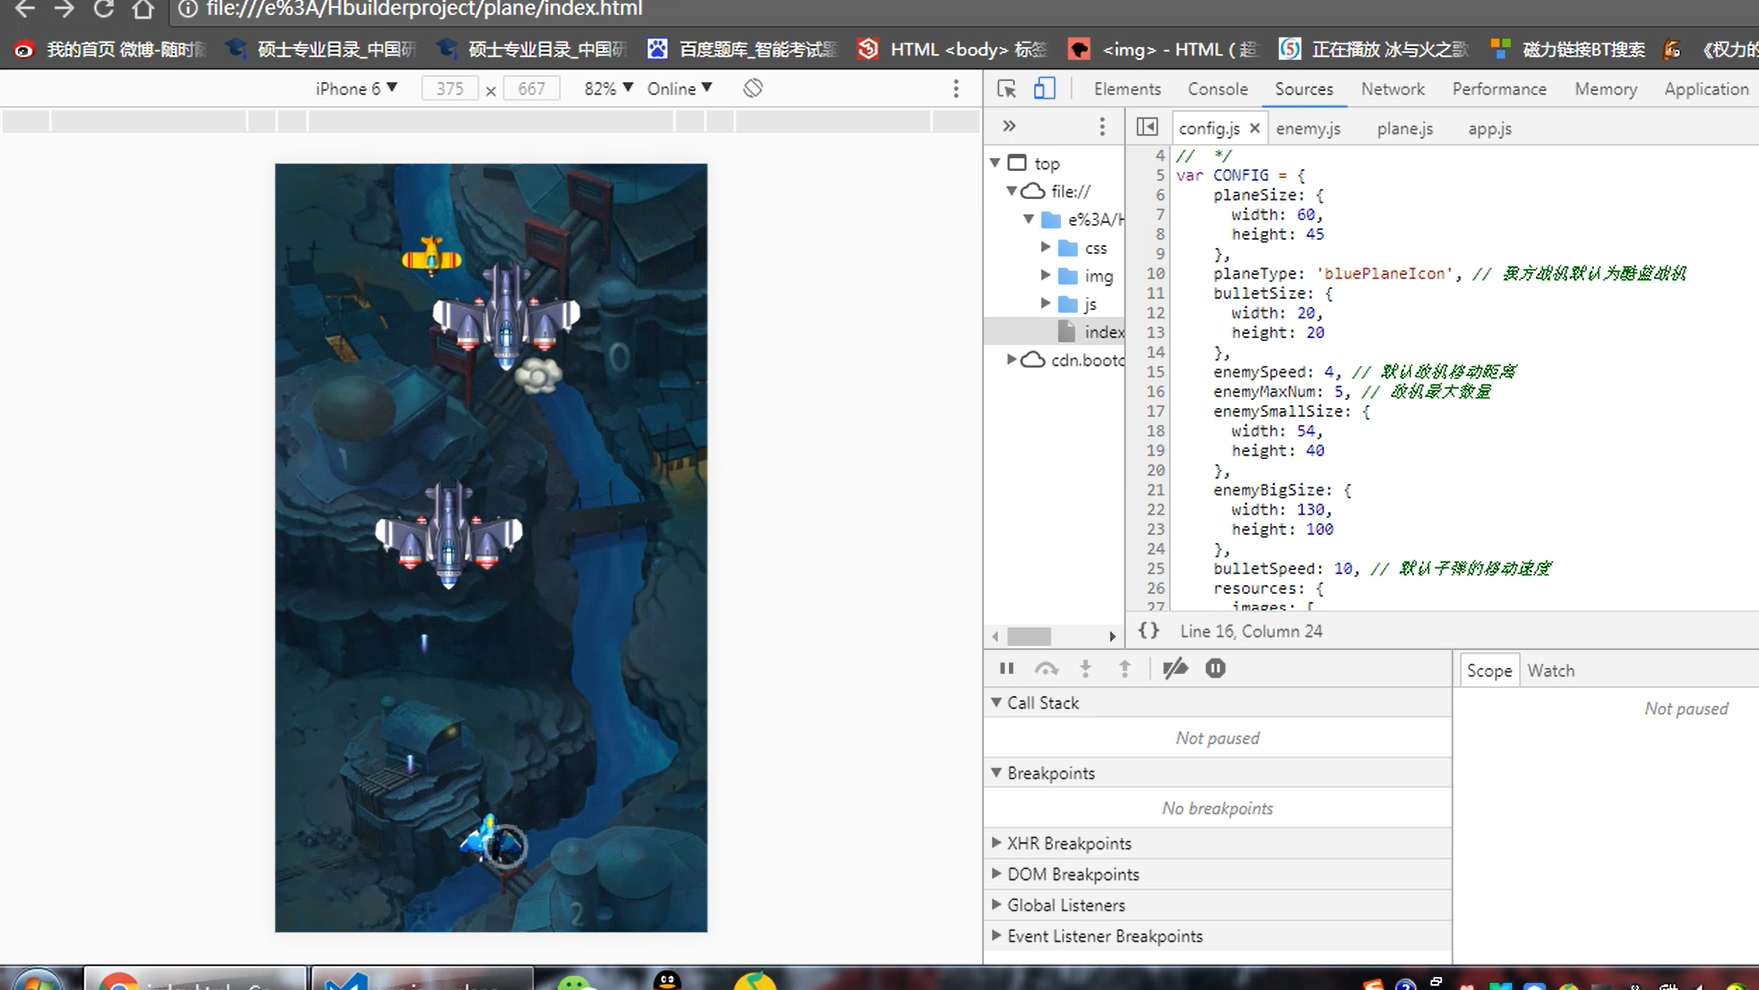 file:///e%3A/Hbuilderproject/plane/index.html
我的首页 微博-随时
硕士专业目录_中国研
硕士专业目录_中国研
百度题库_智能考试题
HTML <body> 标签
<img> - HTML ( 超
正在播放 冰与火之歌
磁力链接BT搜索
《权力的
iPhone 6 ▼
375 × 667
82% ▼
Online ▼
Elements
Console
Sources
Network
Performance
Memory
Application
config.js ×
enemy.js
plane.js
app.js
top
file://
e%3A/H
css
img
js
index
cdn.bootc
4 // */
5 var CONFIG = {
6 planeSize: {
7 width: 60,
8 height: 45
9 },
10 planeType: 'bluePlaneIcon', // 我方战机默认为酷蓝战机
11 bulletSize: {
12 width: 20,
13 height: 20
14 },
15 enemySpeed: 4, // 默认敌机移动距离
16 enemyMaxNum: 5, // 敌机最大数量
17 enemySmallSize: {
18 width: 54,
19 height: 40
20 },
21 enemyBigSize: {
22 width: 130,
23 height: 100
24 },
25 bulletSpeed: 10, // 默认子弹的移动速度
26 resources: {
27 images: [
{} Line 16, Column 24
Scope
Watch
Not paused
Call Stack
Not paused
Breakpoints
No breakpoints
XHR Breakpoints
DOM Breakpoints
Global Listeners
Event Listener Breakpoints
0
2